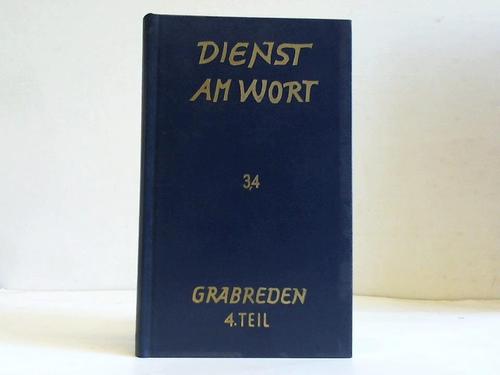 DIENST
AM WORT
3,4
GRABREDEN
4. TEIL